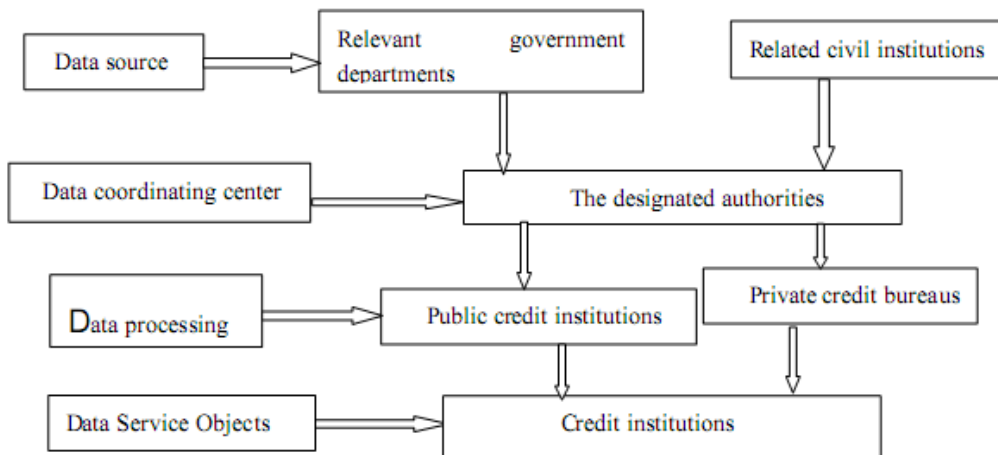 Data source
Relevant government
departments
Related civil institutions
Data coordinating center
The designated authorities
Data processing
Public credit institutions
Private credit bureaus
Data Service Objects
Credit institutions